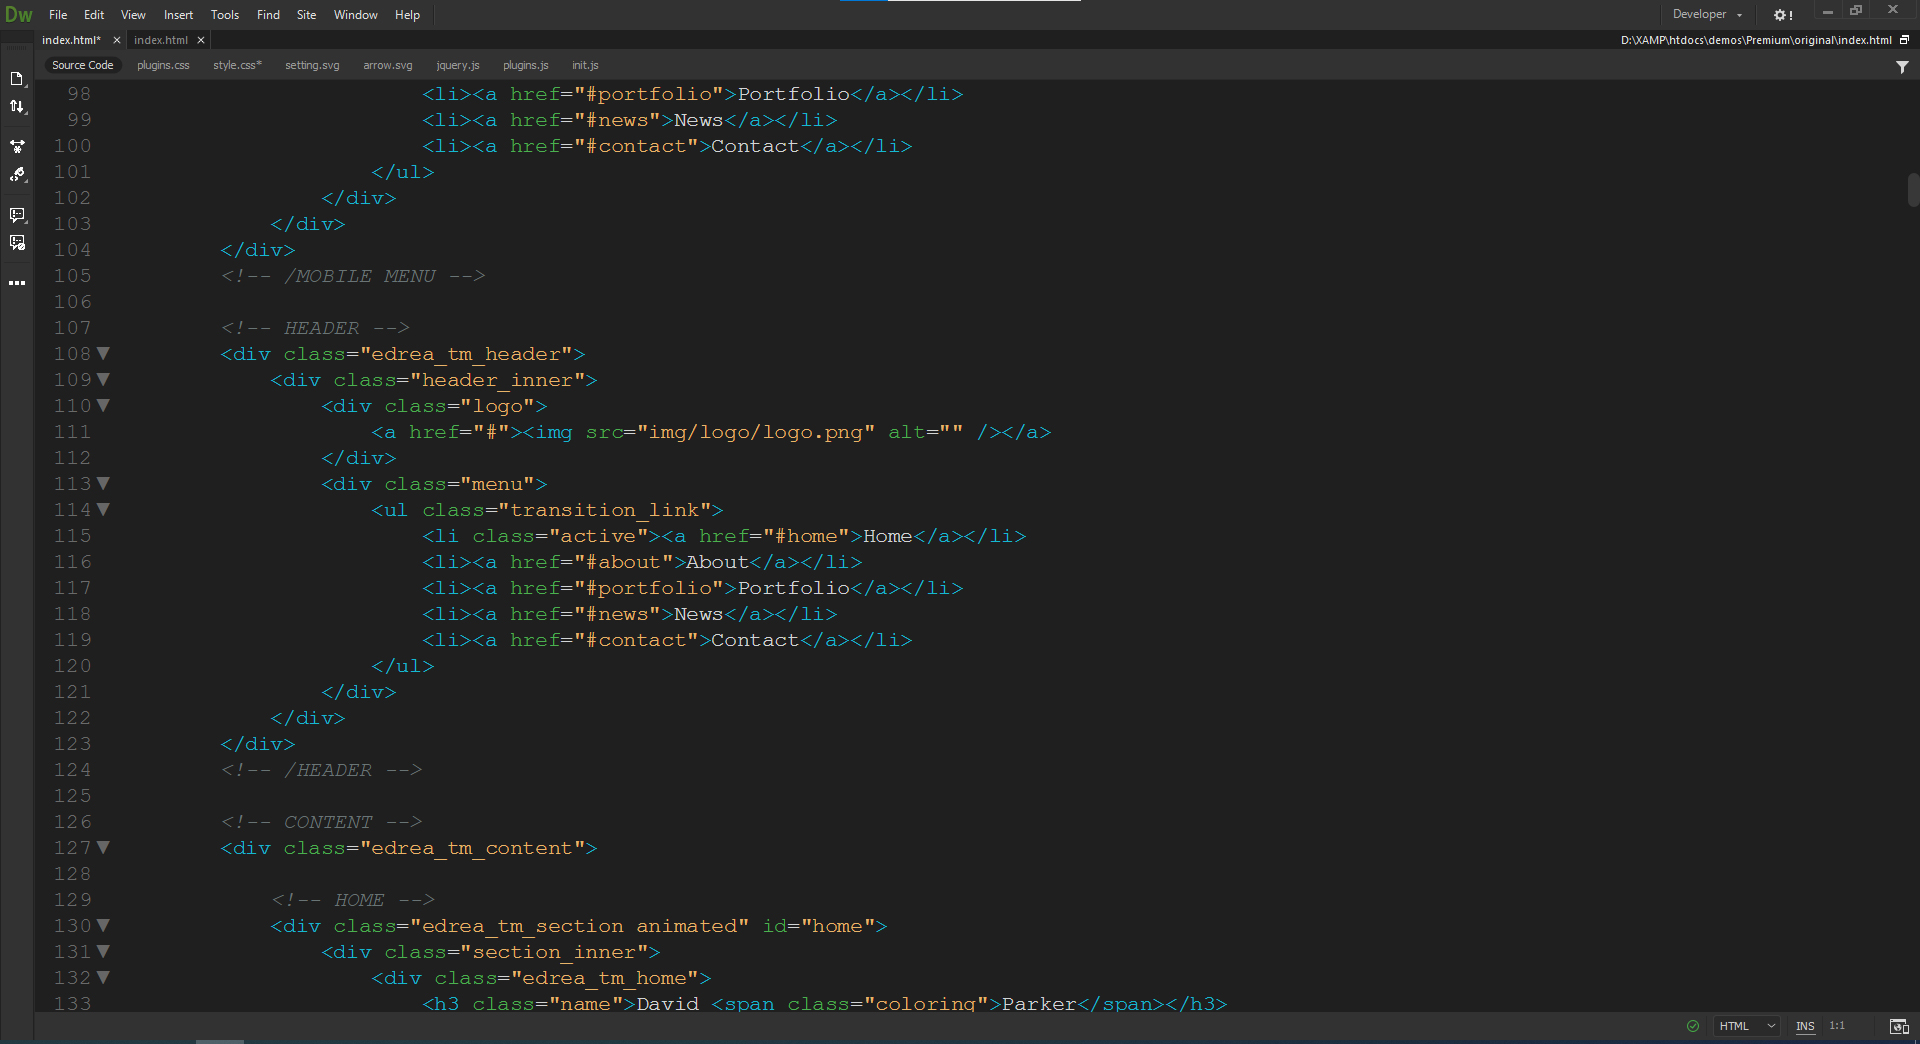 Dw File Edit View Insert Tools Find Site Window Help Developer !
index.html* × index.html × D:\XAMP\htdocs\demos\Premium\original\index.html
Source Code plugins.css style.css* setting.svg arrow.svg jquery.js plugins.js init.js
98 <li><a href="#portfolio">Portfolio</a></li>
99 <li><a href="#news">News</a></li>
100 <li><a href="#contact">Contact</a></li>
101 </ul>
102 </div>
103 </div>
104 </div>
105 <!-- /MOBILE MENU -->
106
107 <!-- HEADER -->
108 <div class="edrea_tm_header">
109 <div class="header_inner">
110 <div class="logo">
111 <a href="#"><img src="img/logo/logo.png" alt="" /></a>
112 </div>
113 <div class="menu">
114 <ul class="transition_link">
115 <li class="active"><a href="#home">Home</a></li>
116 <li><a href="#about">About</a></li>
117 <li><a href="#portfolio">Portfolio</a></li>
118 <li><a href="#news">News</a></li>
119 <li><a href="#contact">Contact</a></li>
120 </ul>
121 </div>
122 </div>
123 </div>
124 <!-- /HEADER -->
125
126 <!-- CONTENT -->
127 <div class="edrea_tm_content">
128
129 <!-- HOME -->
130 <div class="edrea_tm_section animated" id="home">
131 <div class="section_inner">
132 <div class="edrea_tm_home">
133 <h3 class="name">David <span class="coloring">Parker</span></h3>
HTML INS 1:1